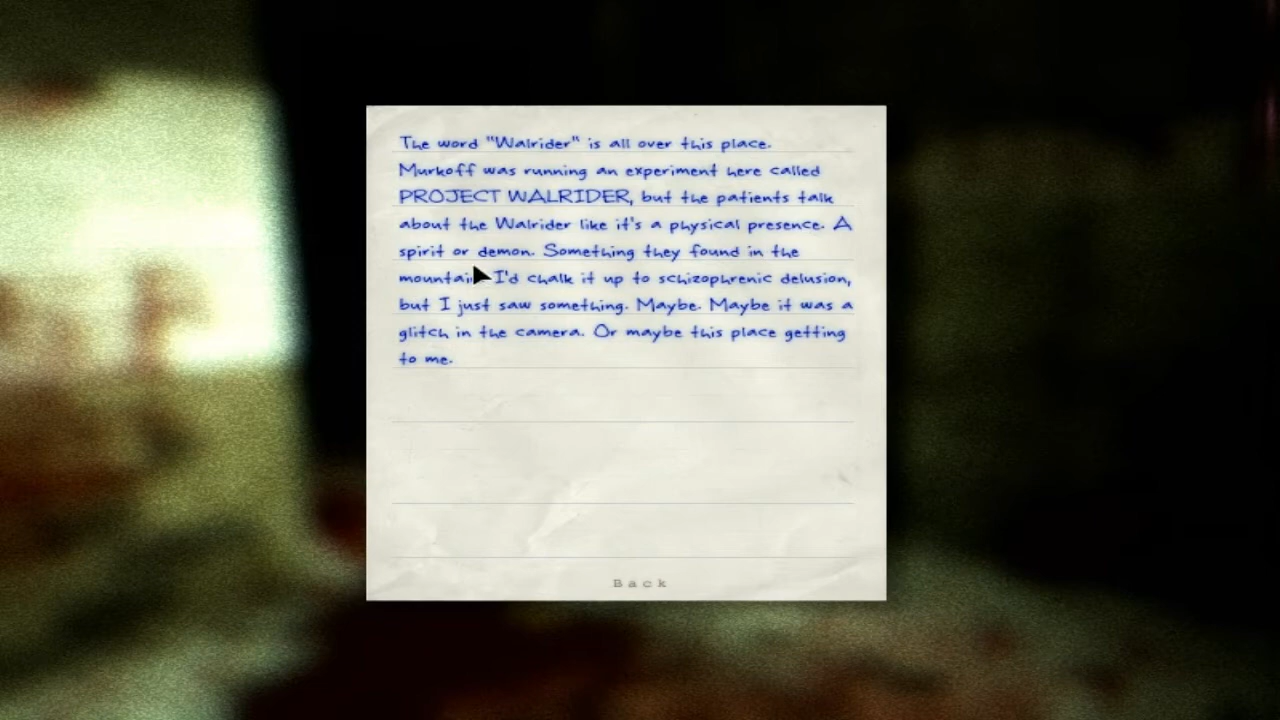 The word "Walrider" is all over this place.
Murkoff was running an experiment here called
PROJECT WALRIDER, but the patients talk
about the Walrider like it's a physical presence. A
spirit or demon. Something they found in the
mountain. I'd chalk it up to schizophrenic delusion,
but I just saw something. Maybe. Maybe it was a
glitch in the camera. Or maybe this place getting
to me.
Back